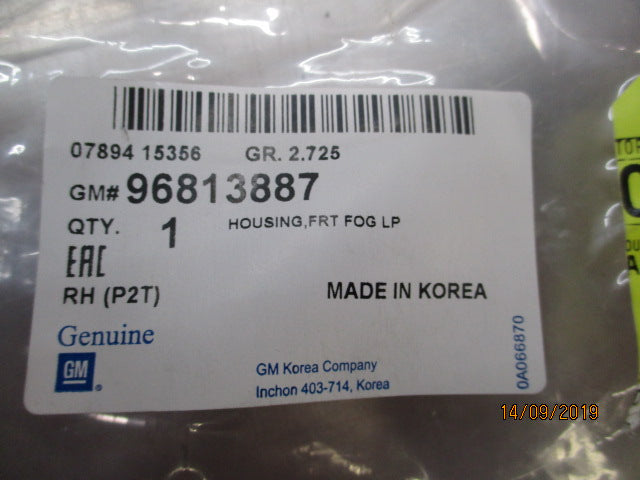 07894 15356 GR. 2.725
GM# 96813887
QTY. 1 HOUSING,FRT FOG LP
EAC
RH (P2T) MADE IN KOREA
Genuine
GM
GM Korea Company
Inchon 403-714, Korea
0A066870
14/09/2019